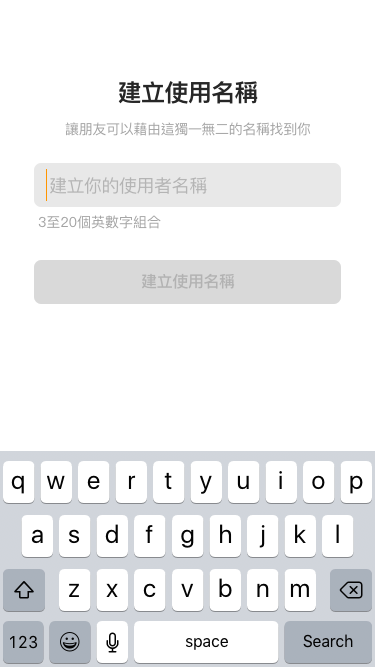 建立使用名稱
讓朋友可以藉由這獨一無二的名稱找到你
建立你的使用者名稱
3至20個英數字組合
建立使用名稱
q w e r t y u i o p
a s d f g h j k l
z x c v b n m
123 space Search